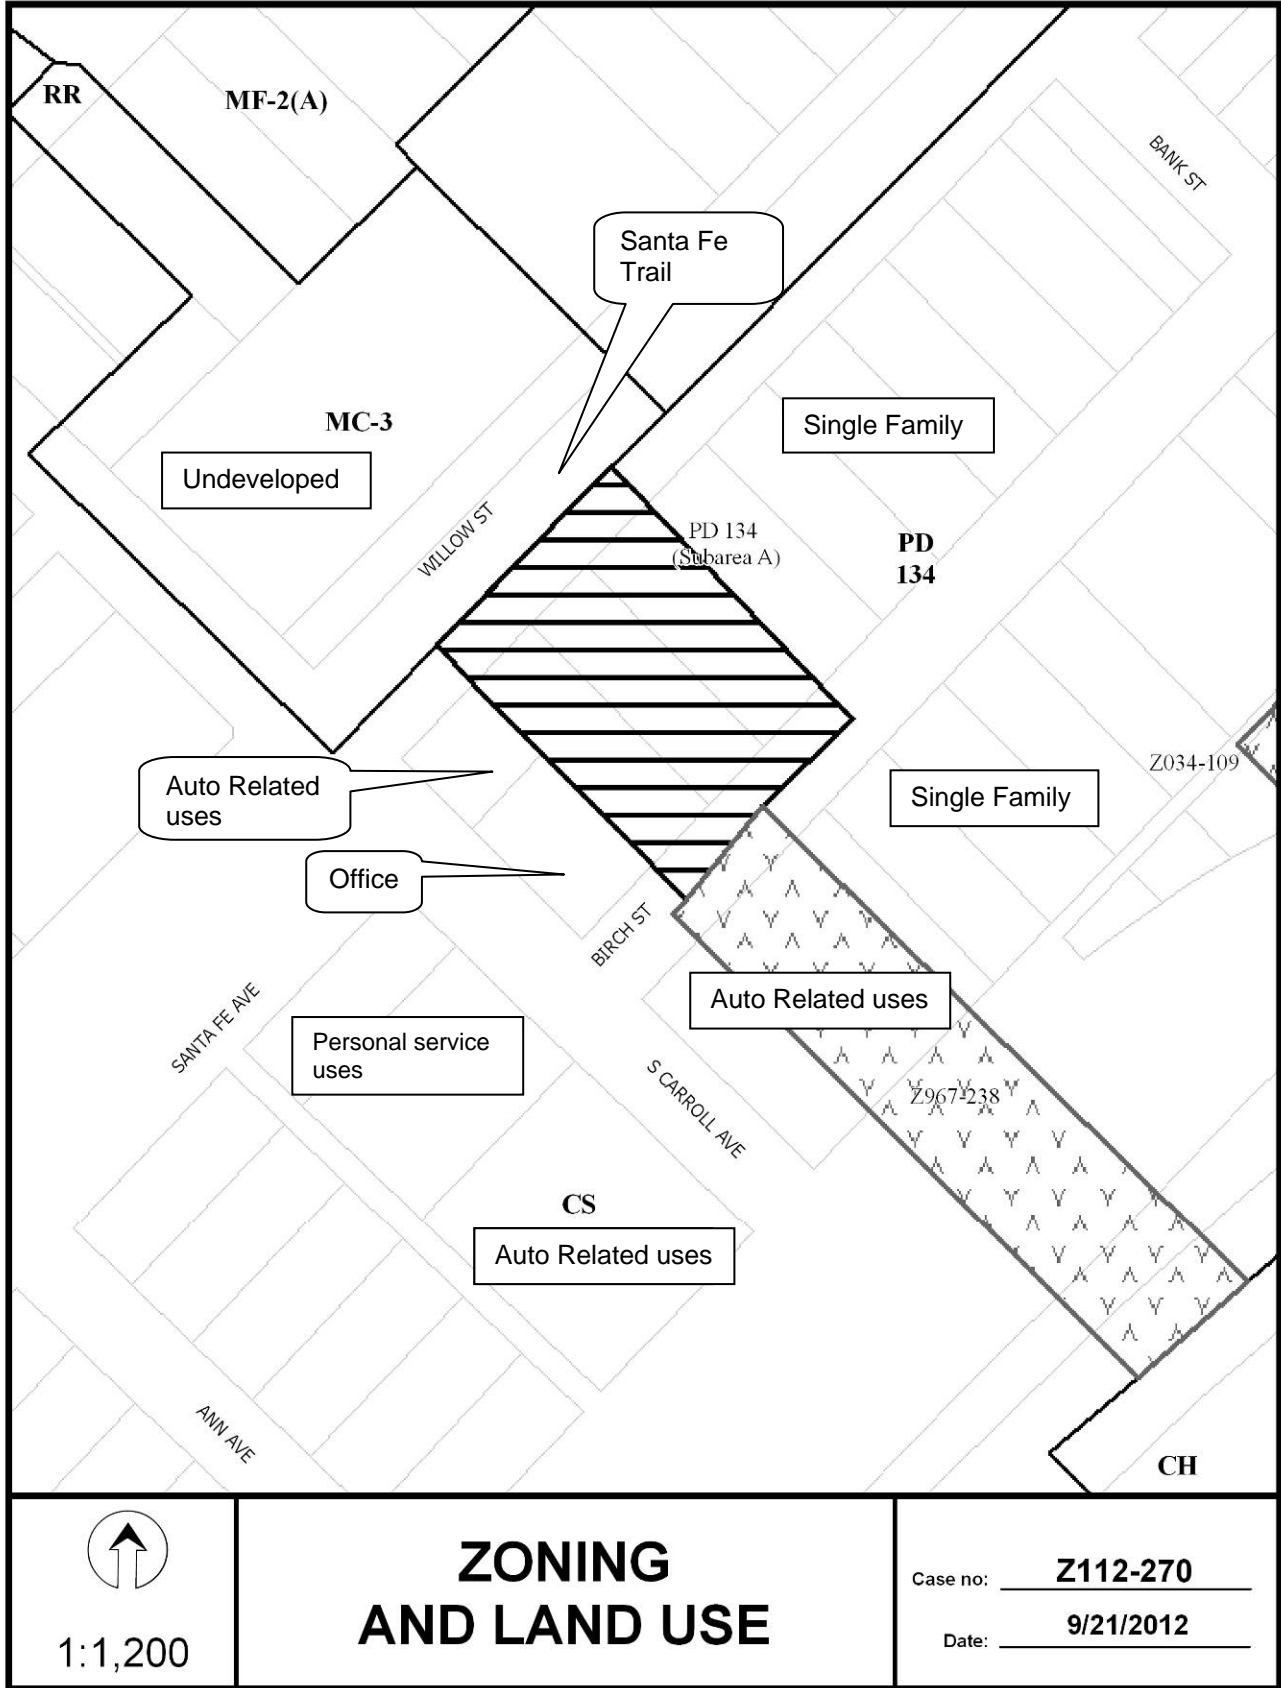 RR
MF-2(A)
BANK ST
Santa Fe
Trail
MC-3
Single Family
Undeveloped
WILLOW ST
PD 134
(Subarea A)
PD
134
Z034-109
Auto Related
uses
Single Family
Office
BIRCH ST
Auto Related uses
SANTA FE AVE
Personal service
uses
S CARROLL AVE
Z967-238
CS
Auto Related uses
ANN AVE
CH
1:1,200
ZONING
AND LAND USE
Case no: Z112-270
Date: 9/21/2012